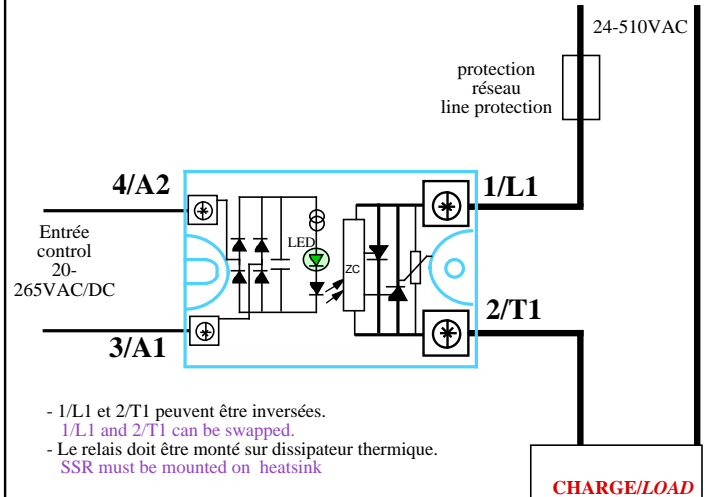 24-510VAC
protection
réseau
line protection
4/A2
1/L1
Entrée
control
20-
265VAC/DC
LED
ZC
3/A1
2/T1
- 1/L1 et 2/T1 peuvent être inversées.
1/L1 and 2/T1 can be swapped.
- Le relais doit être monté sur dissipateur thermique.
SSR must be mounted on heatsink
CHARGE/LOAD